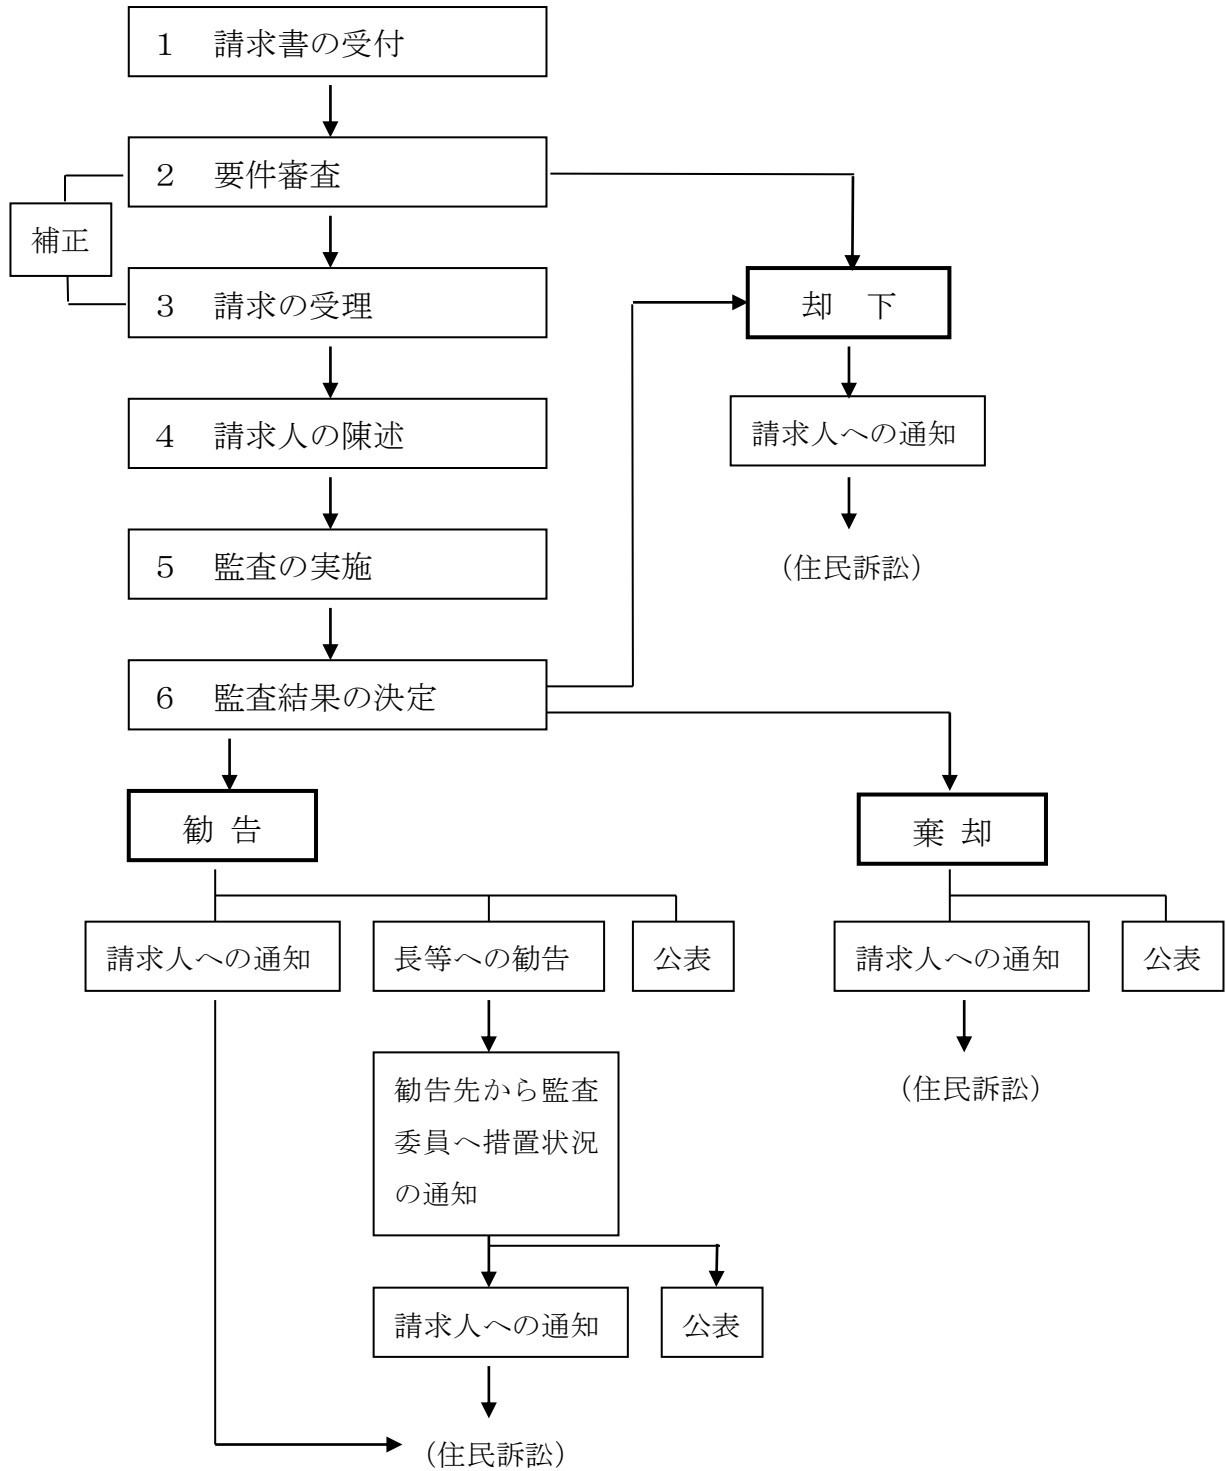 １　請求書の受付
２　要件審査
補正
３　請求の受理
却　下
４　請求人の陳述
請求人への通知
５　監査の実施
（住民訴訟）
６　監査結果の決定
勧 告
棄 却
請求人への通知
長等への勧告
公表
請求人への通知
公表
勧告先から監査
委員へ措置状況
の通知
（住民訴訟）
請求人への通知
公表
（住民訴訟）